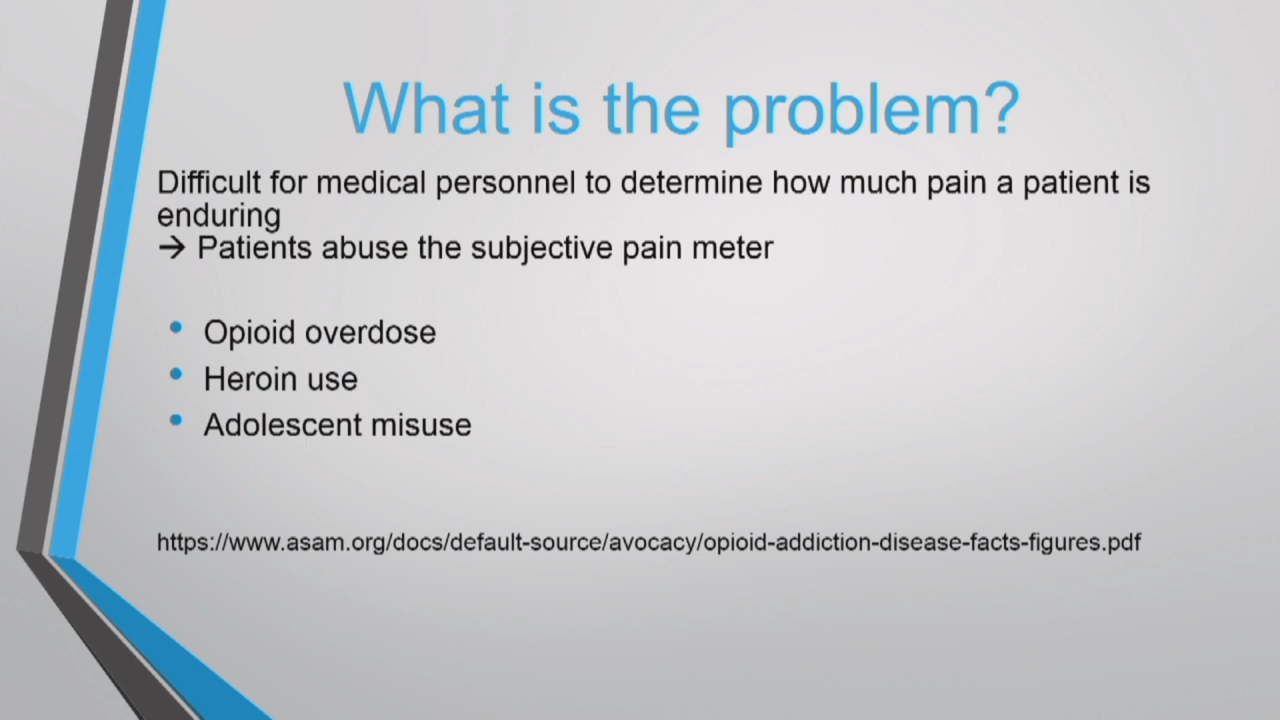 What is the problem?
Difficult for medical personnel to determine how much pain a patient is
enduring
→ Patients abuse the subjective pain meter
• Opioid overdose
• Heroin use
• Adolescent misuse
https://www.asam.org/docs/default-source/avocacy/opioid-addiction-disease-facts-figures.pdf